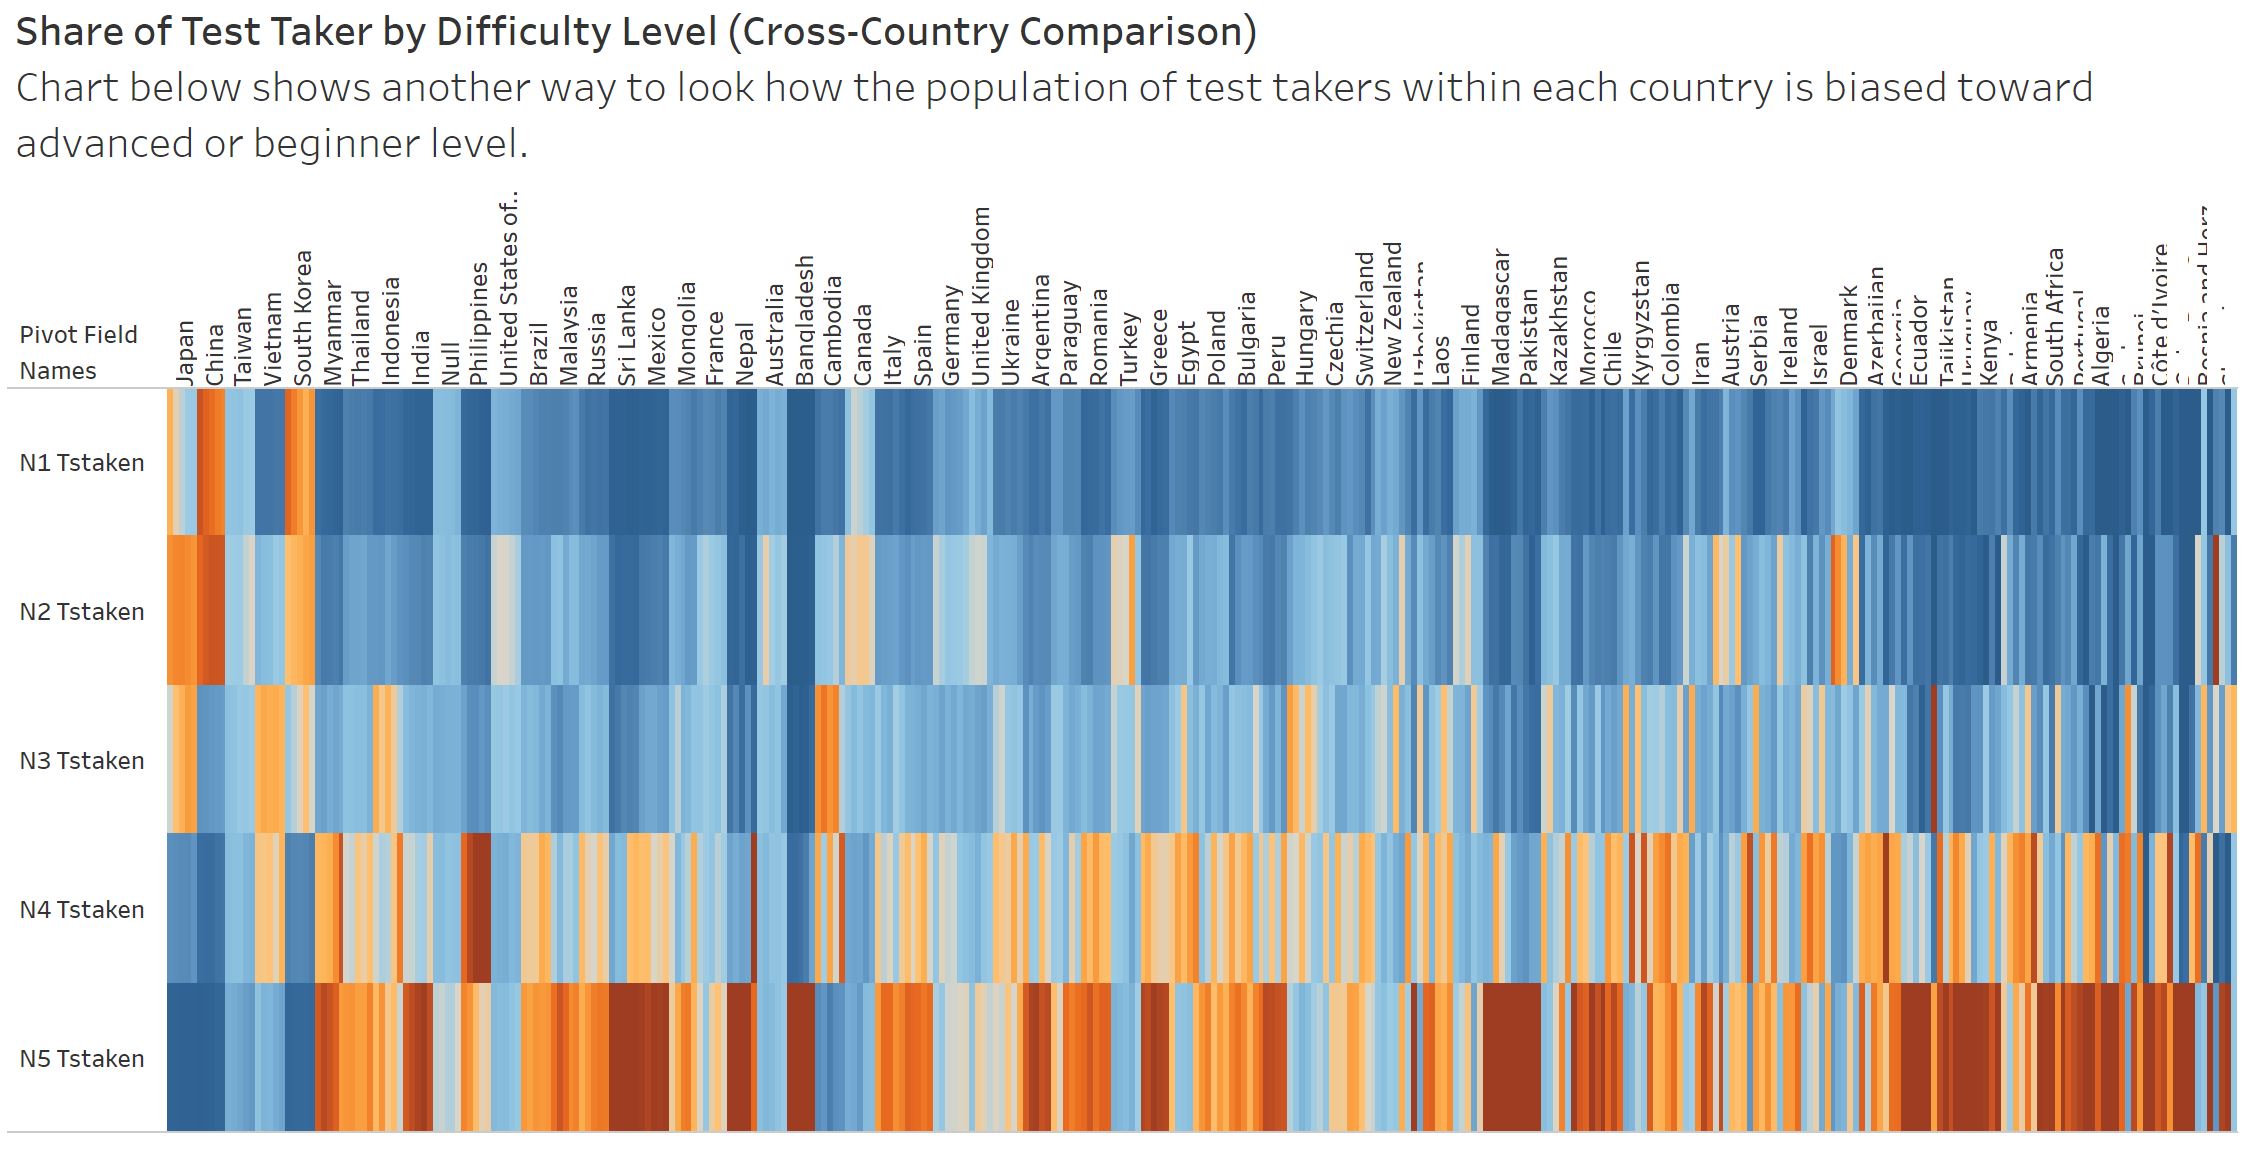 Share of Test Taker by Difficulty Level (Cross-Country Comparison)
Chart below shows another way to look how the population of test takers within each country is biased toward
advanced or beginner level.
Pivot Field
Names
Japan
China
Taiwan
Vietnam
South Korea
Myanmar
Thailand
Indonesia
India
Null
Philippines
United States of..
Brazil
Malaysia
Russia
Sri Lanka
Mexico
Mongolia
France
Nepal
Australia
Bangladesh
Cambodia
Canada
Italy
Spain
Germany
United Kingdom
Ukraine
Argentina
Paraguay
Romania
Turkey
Greece
Egypt
Poland
Bulgaria
Peru
Hungary
Czechia
Switzerland
New Zealand
Uzbekistan
Laos
Finland
Madagascar
Pakistan
Kazakhstan
Morocco
Chile
Kyrgyzstan
Colombia
Iran
Austria
Serbia
Ireland
Israel
Denmark
Azerbaijan
Georgia
Ecuador
Tajikistan
Uruguay
Kenya
Armenia
South Africa
Portugal
Algeria
Brunei
Côte d'Ivoire
Bosnia and Herz
N1 Tstaken
N2 Tstaken
N3 Tstaken
N4 Tstaken
N5 Tstaken